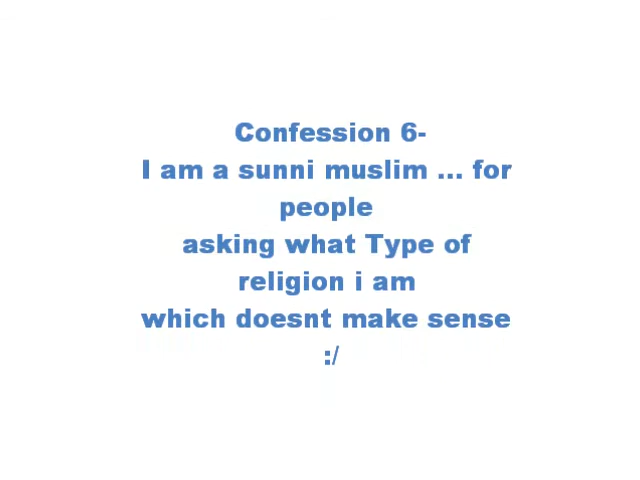 Confession 6-
I am a sunni muslim ... for
people
asking what Type of
religion i am
which doesnt make sense
:/